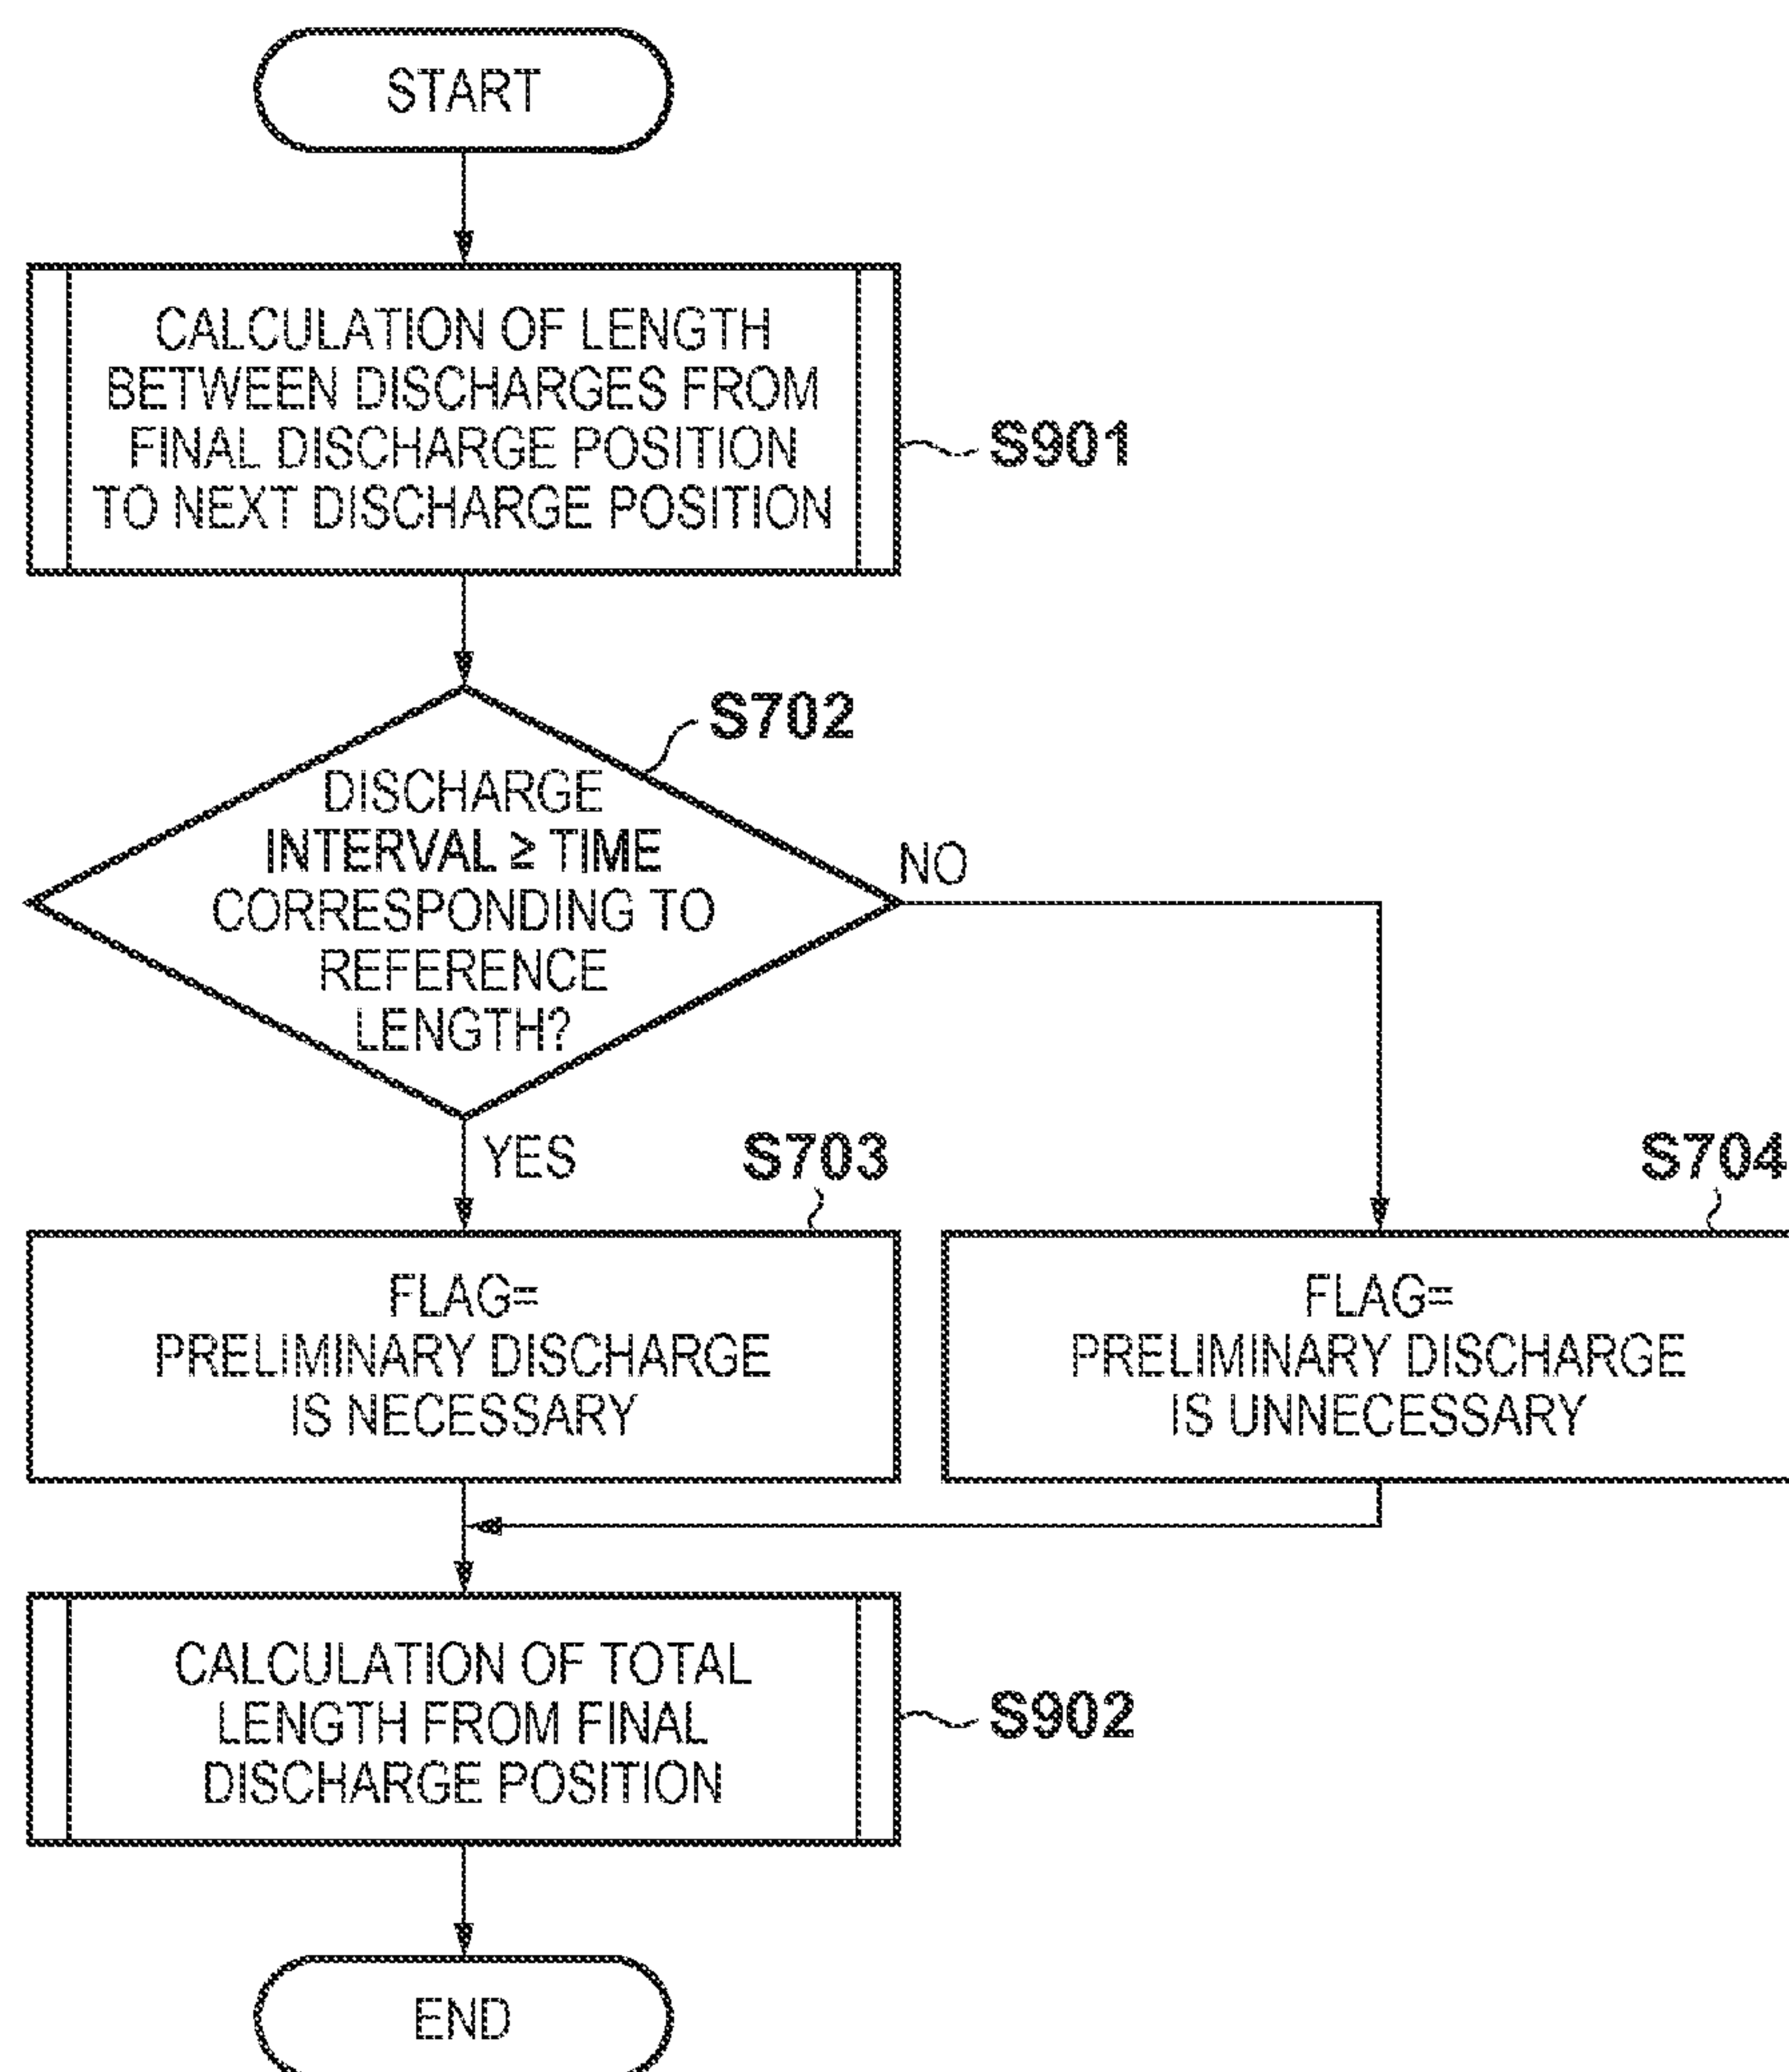 START
CALCULATION OF LENGTH
BETWEEN DISCHARGES FROM
FINAL DISCHARGE POSITION
TO NEXT DISCHARGE POSITION
S901
S702
DISCHARGE
INTERVAL ≥ TIME
CORRESPONDING TO
REFERENCE
LENGTH?
NO
YES
S703
S704
FLAG=
PRELIMINARY DISCHARGE
IS NECESSARY
FLAG=
PRELIMINARY DISCHARGE
IS UNNECESSARY
CALCULATION OF TOTAL
LENGTH FROM FINAL
DISCHARGE POSITION
S902
END